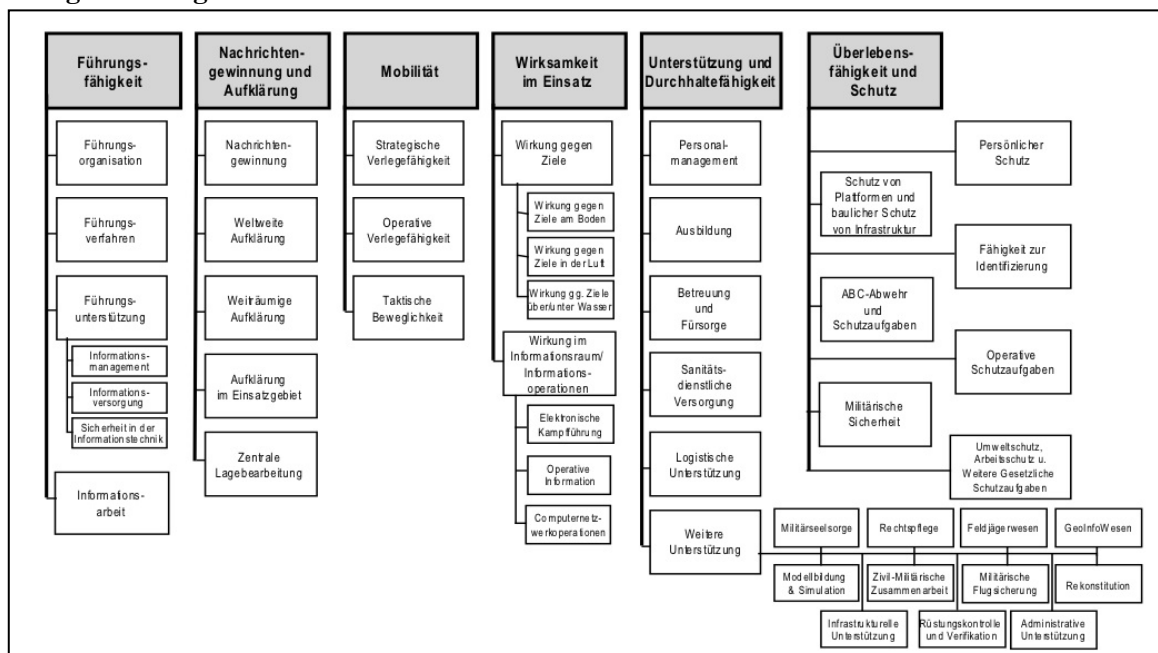 Führungs-
fähigkeit
Nachrichten-
gewinnung und
Aufklärung
Mobilität
Wirksamkeit
im Einsatz
Unterstützung und
Durchhaltefähigkeit
Überlebens-
fähigkeit und
Schutz
Führungs-
organisation
Führungs-
verfahren
Führungs-
unterstützung
Informations-
management
Informations-
versorgung
Sicherheit in der
Informationstechnik
Informations-
arbeit
Nachrichten-
gewinnung
Weltweite
Aufklärung
Weiträumige
Aufklärung
Aufklärung
im Einsatzgebiet
Zentrale
Lagebearbeitung
Strategische
Verlegefähigkeit
Operative
Verlegefähigkeit
Taktische
Beweglichkeit
Wirkung gegen
Ziele
Wirkung gegen
Ziele am Boden
Wirkung gegen
Ziele in der Luft
Wirkung gg. Ziele
über/unter Wasser
Wirkung im
Informationsraum/
Informations-
operationen
Elektronische
Kampfführung
Operative
Information
Computernetz-
werkoperationen
Personal-
management
Ausbildung
Betreuung
und
Fürsorge
Sanitäts-
dienstliche
Versorgung
Logistische
Unterstützung
Weitere
Unterstützung
Persönlicher
Schutz
Schutz von
Plattformen und
baulicher Schutz
von Infrastruktur
Fähigkeit zur
Identifizierung
ABC-Abwehr
und
Schutzaufgaben
Operative
Schutzaufgaben
Militärische
Sicherheit
Umweltschutz,
Arbeitsschutz u.
Weitere Gesetzliche
Schutzaufgaben
Militärseelsorge
Rechtspflege
Feldjägerwesen
GeoInfoWesen
Modellbildung
& Simulation
Zivil-Militärische
Zusammenarbeit
Militärische
Flugsicherung
Rekonstitution
Infrastrukturelle
Unterstützung
Rüstungskontrolle
und Verifikation
Administrative
Unterstützung